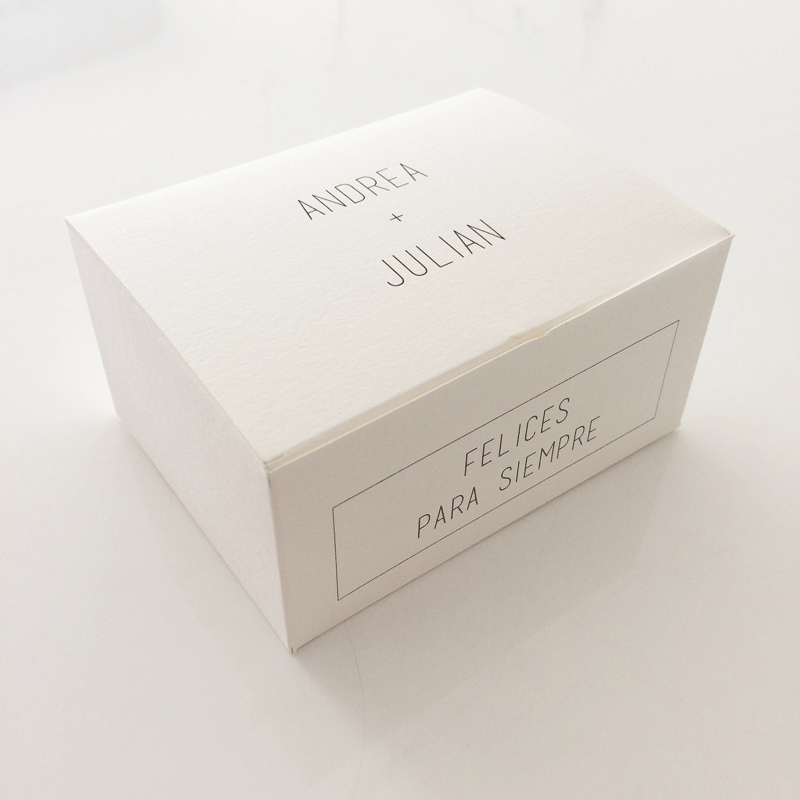 ANDREA
+
JULIAN
FELICES
PARA SIEMPRE